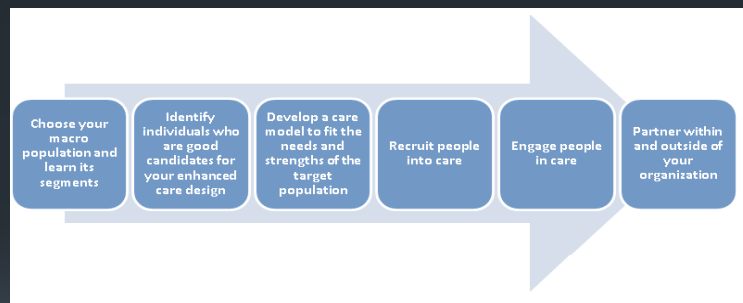 Choose your
macro
population and
learn its
segments
Identify
individuals who
are good
candidates for
your enhanced
care design
Develop a care
model to fit the
needs and
strengths of the
target
population
Recruit people
into care
Engage people
in care
Partner within
and outside of
your
organization